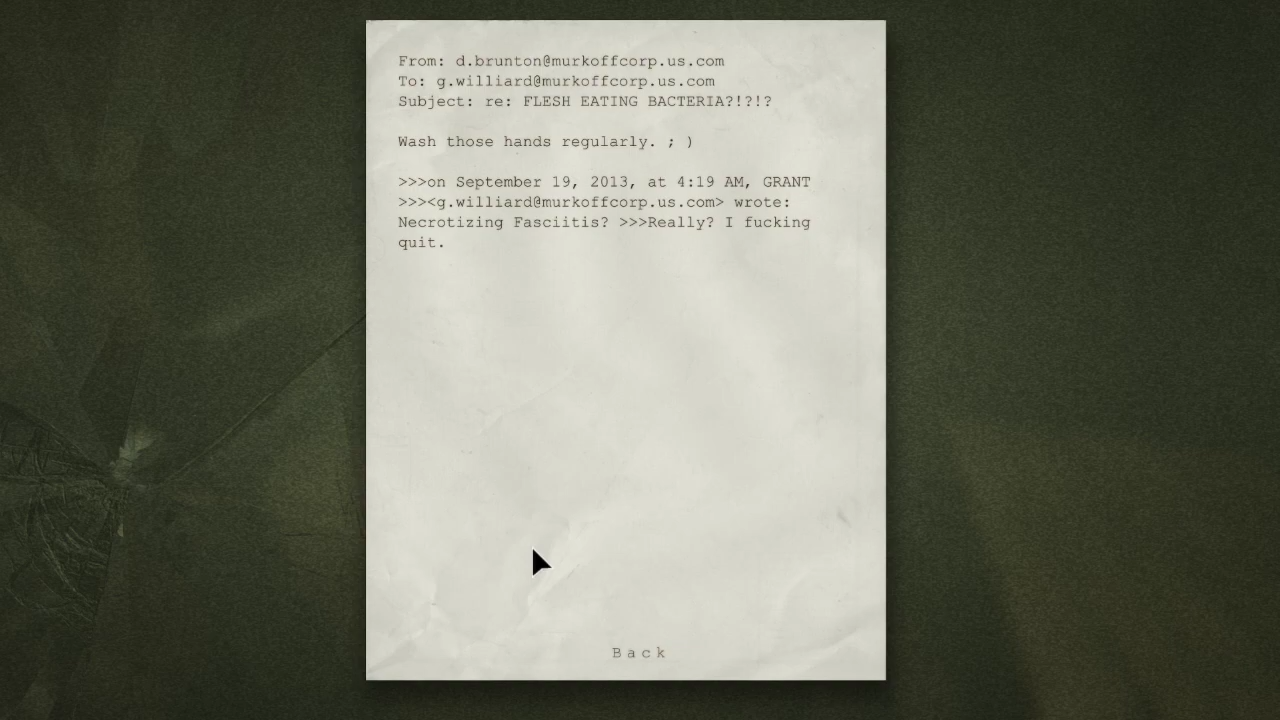 From: d.brunton@murkoffcorp.us.com
To: g.williard@murkoffcorp.us.com
Subject: re: FLESH EATING BACTERIA?!?!?
Wash those hands regularly. ; )
>>>on September 19, 2013, at 4:19 AM, GRANT
>>><g.williard@murkoffcorp.us.com> wrote:
Necrotizing Fasciitis? >>>Really? I fucking
quit.
Back